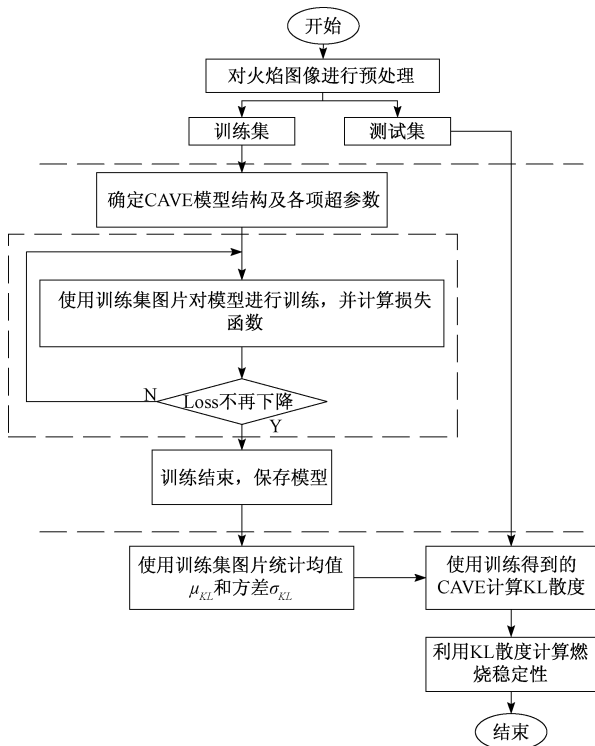 开始
对火焰图像进行预处理
训练集
测试集
确定CAVE模型结构及各项超参数
使用训练集图片对模型进行训练，并计算损失
函数
N
Loss不再下降
Y
训练结束，保存模型
使用训练集图片统计均值
μKL和方差σKL
使用训练得到的
CAVE计算KL散度
利用KL散度计算燃
烧稳定性
结束